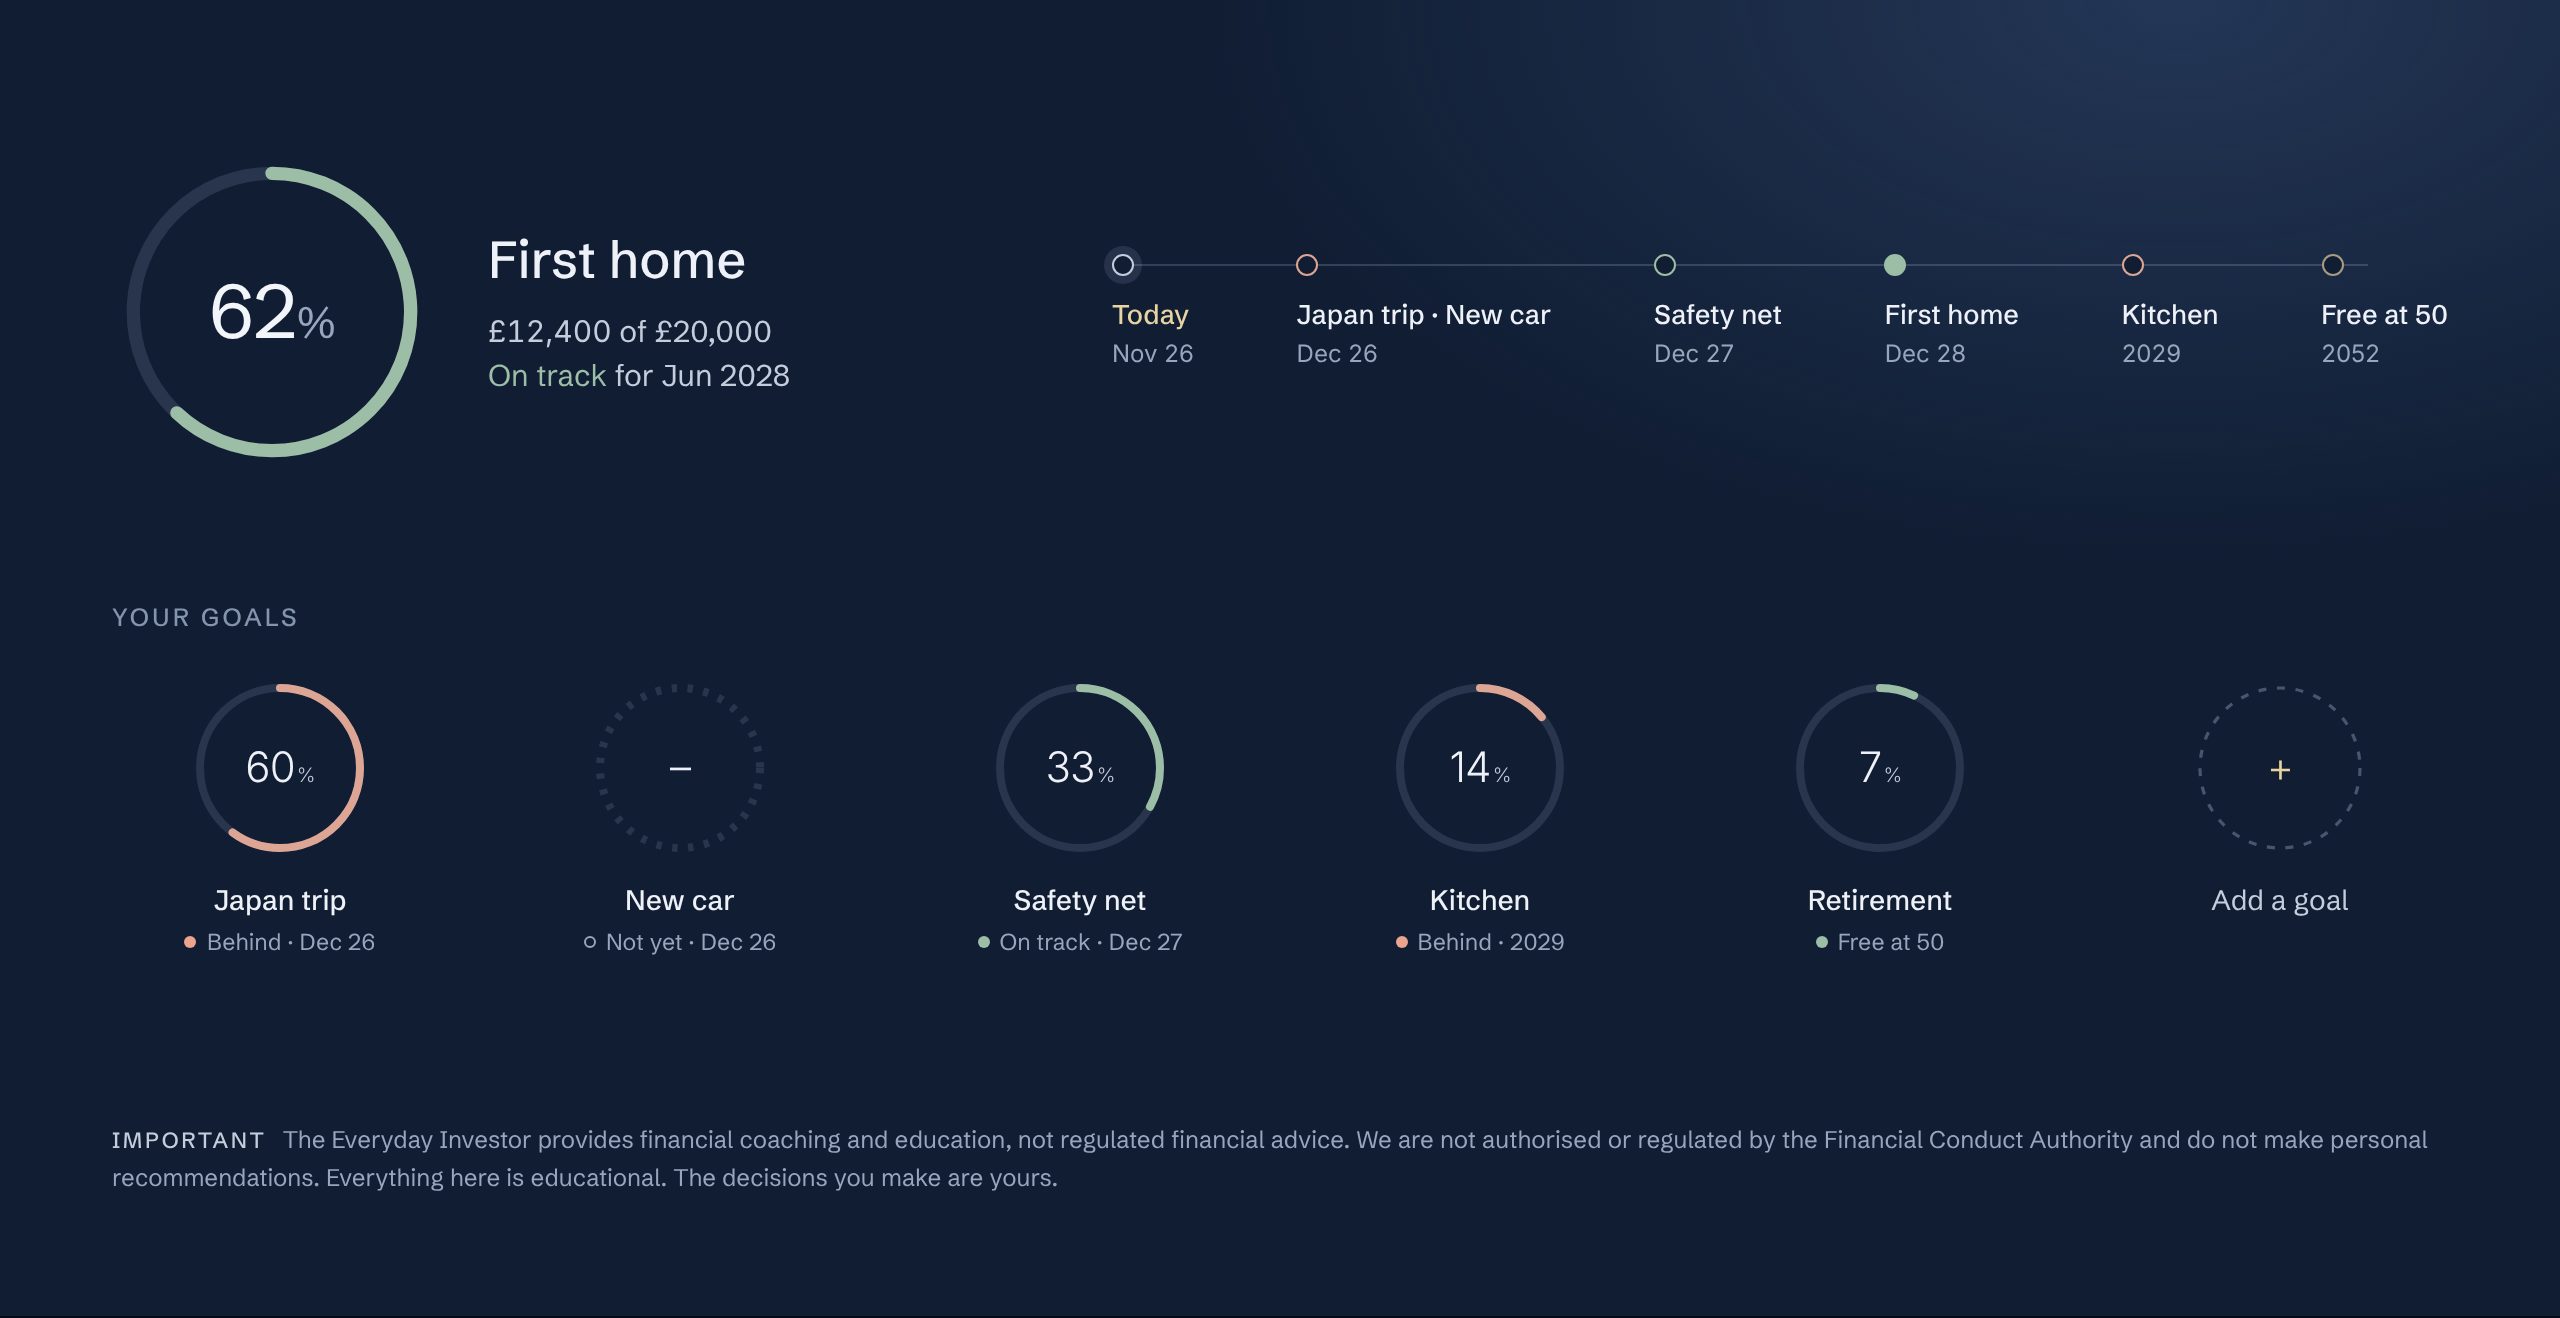 62%
First home
£12,400 of £20,000
On track for Jun 2028
Today
Nov 26
Japan trip · New car
Dec 26
Safety net
Dec 27
First home
Dec 28
Kitchen
2029
Free at 50
2052
YOUR GOALS
60%
Japan trip
Behind · Dec 26
–
New car
Not yet · Dec 26
33%
Safety net
On track · Dec 27
14%
Kitchen
Behind · 2029
7%
Retirement
Free at 50
+
Add a goal
IMPORTANT The Everyday Investor provides financial coaching and education, not regulated financial advice. We are not authorised or regulated by the Financial Conduct Authority and do not make personal
recommendations. Everything here is educational. The decisions you make are yours.